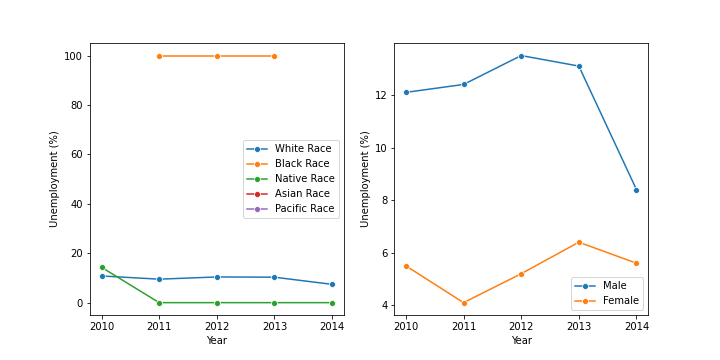 100
80
60
40
20
0
Unemployment (%)
2010 2011 2012 2013 2014
Year
White Race
Black Race
Native Race
Asian Race
Pacific Race
12
10
8
6
4
Unemployment (%)
2010 2011 2012 2013 2014
Year
Male
Female